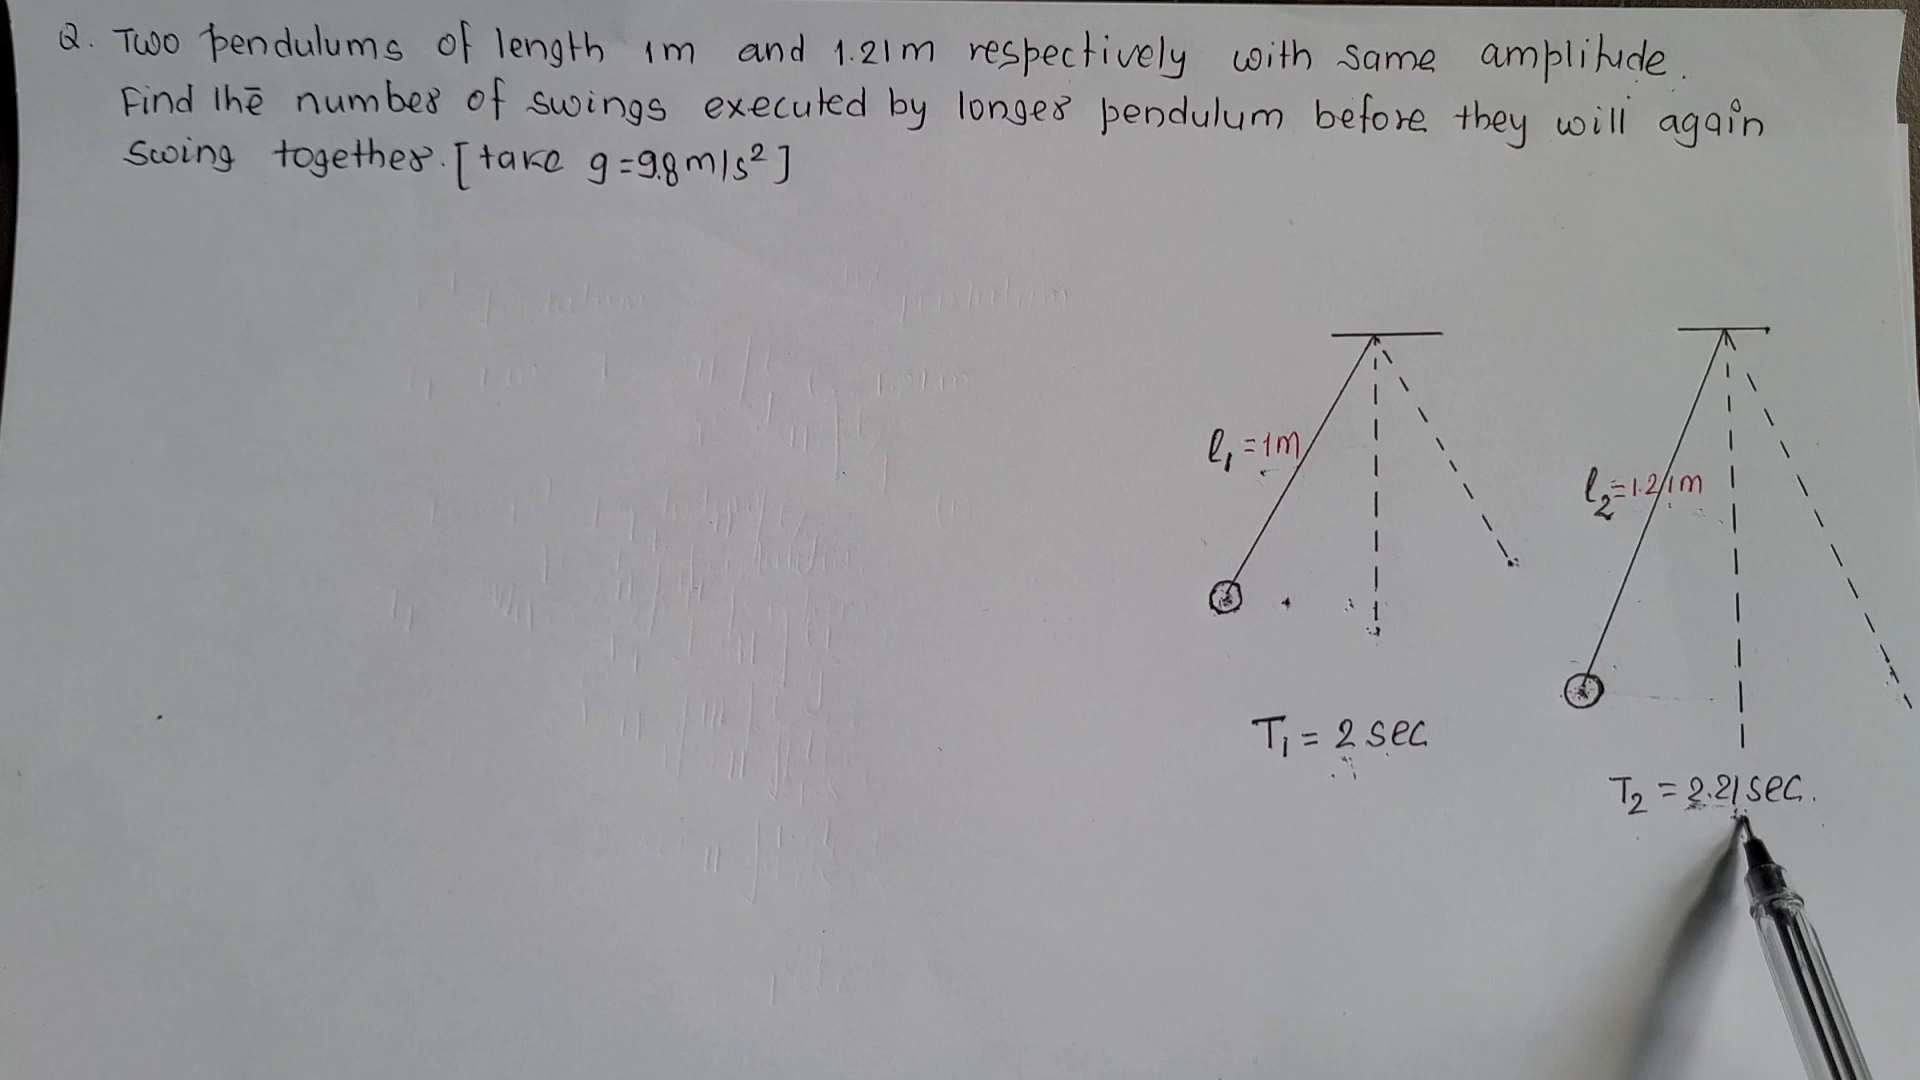 Q. Two pendulums of length 1m and 1.21m respectively with same amplitude.
Find the number of swings executed by longer pendulum before they will again
swing together. [take g=9.8m/s²]
l₁=1m
l₂=1.21m
T₁ = 2 sec
T₂ = 2.21 sec.